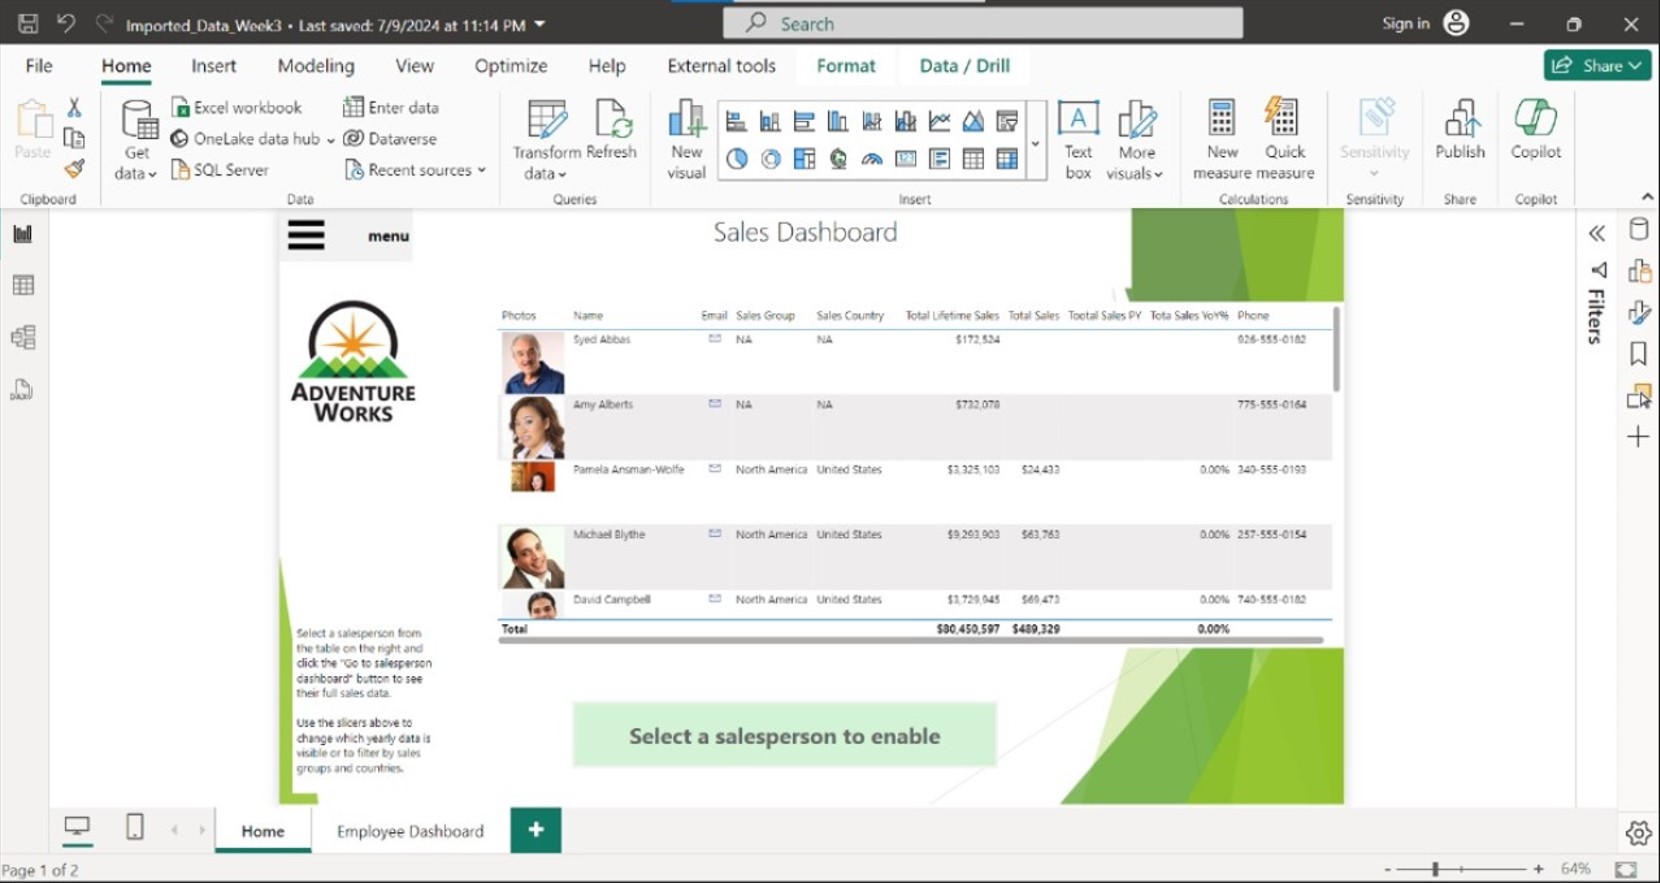 Imported_Data_Week3 • Last saved: 7/9/2024 at 11:14 PM
Search
Sign in
File Home Insert Modeling View Optimize Help External tools Format Data / Drill
Share
Paste
Clipboard
Get data
Excel workbook
OneLake data hub
SQL Server
Enter data
Dataverse
Recent sources
Data
Transform data
Refresh
Queries
New visual
Text box
More visuals
Insert
New measure
Quick measure
Calculations
Sensitivity
Sensitivity
Publish
Share
Copilot
Copilot
menu
Sales Dashboard
ADVENTURE
WORKS
Photos Name Email Sales Group Sales Country Total Lifetime Sales Total Sales Tootal Sales PY Tota Sales YoY% Phone
Syed Abbas NA NA $172,524 926-555-0182
Amy Alberts NA NA $732,078 775-555-0164
Pamela Ansman-Wolfe North America United States $3,325,103 $24,433 0.00% 340-555-0193
Michael Blythe North America United States $9,293,903 $63,763 0.00% 257-555-0154
David Campbell North America United States $3,729,945 $69,473 0.00% 740-555-0182
Total $80,450,597 $489,329 0.00%
Select a salesperson from
the table on the right and
click the "Go to salesperson
dashboard" button to see
their full sales data.
Use the slicers above to
change which yearly data is
visible or to filter by sales
groups and countries.
Select a salesperson to enable
Filters
Home Employee Dashboard +
Page 1 of 2
- + 64%